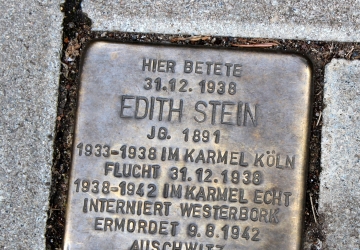 HIER BETETE
31.12.1938
EDITH STEIN
JG. 1891
1933-1938 IM KARMEL KÖLN
FLUCHT 31.12.1938
1938-1942 IM KARMEL ECHT
INTERNIERT WESTERBORK
ERMORDET 9.8.1942
AUSCHWITZ